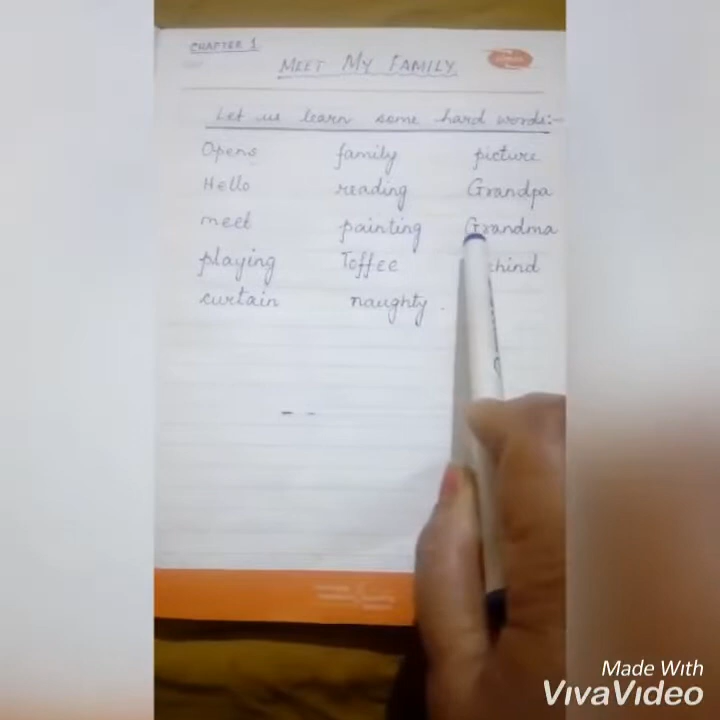 CHAPTER 1
MEET MY FAMILY
Let us learn some hard words:-
Opens family picture
Hello reading Grandpa
meet painting Grandma
playing Toffee hind
curtain naughty.
Made With
VivaVideo